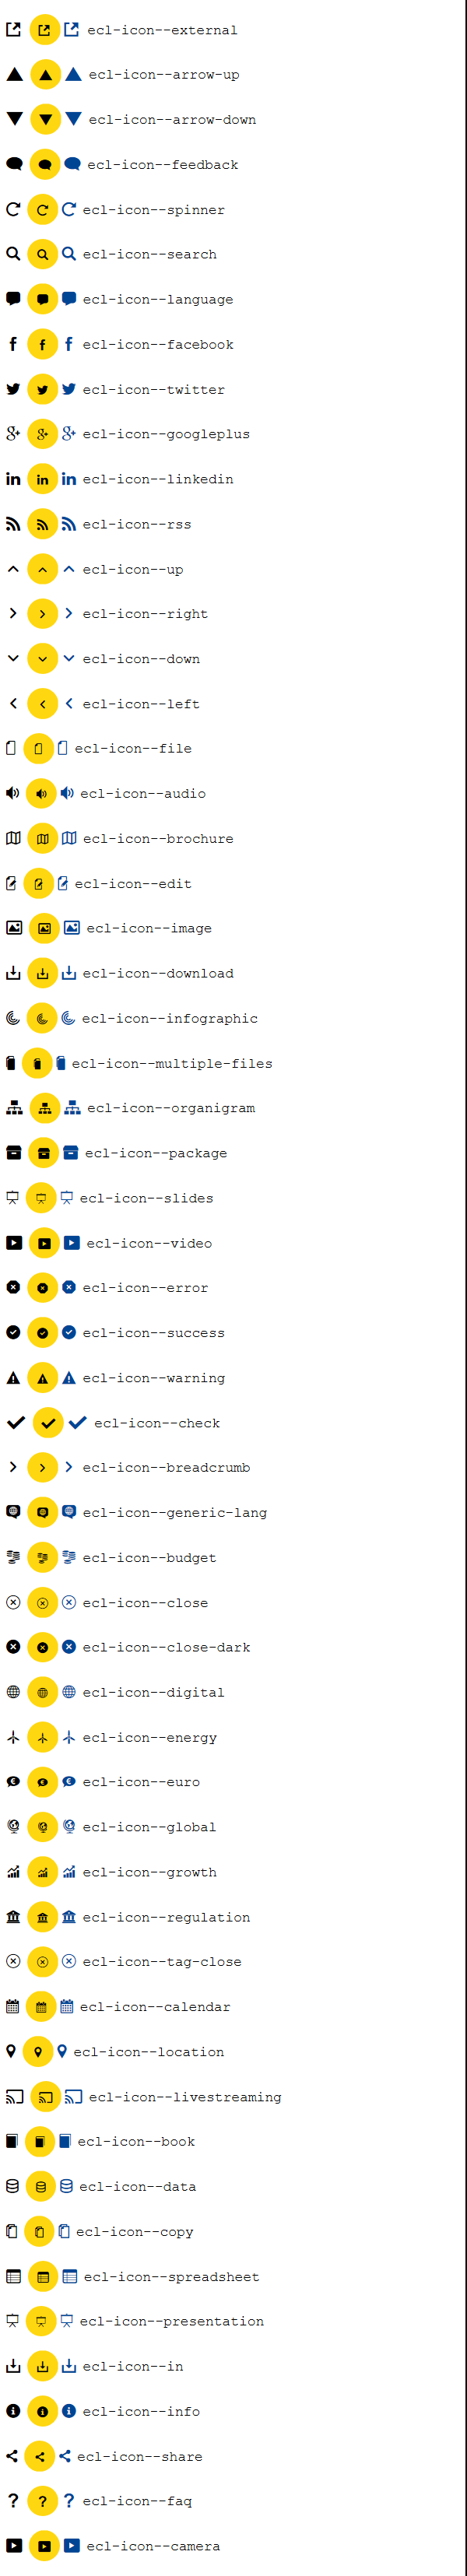 ecl-icon--external
ecl-icon--arrow-up
ecl-icon--arrow-down
ecl-icon--feedback
ecl-icon--spinner
ecl-icon--search
ecl-icon--language
ecl-icon--facebook
ecl-icon--twitter
ecl-icon--googleplus
ecl-icon--linkedin
ecl-icon--rss
ecl-icon--up
ecl-icon--right
ecl-icon--down
ecl-icon--left
ecl-icon--file
ecl-icon--audio
ecl-icon--brochure
ecl-icon--edit
ecl-icon--image
ecl-icon--download
ecl-icon--infographic
ecl-icon--multiple-files
ecl-icon--organigram
ecl-icon--package
ecl-icon--slides
ecl-icon--video
ecl-icon--error
ecl-icon--success
ecl-icon--warning
ecl-icon--check
ecl-icon--breadcrumb
ecl-icon--generic-lang
ecl-icon--budget
ecl-icon--close
ecl-icon--close-dark
ecl-icon--digital
ecl-icon--energy
ecl-icon--euro
ecl-icon--global
ecl-icon--growth
ecl-icon--regulation
ecl-icon--tag-close
ecl-icon--calendar
ecl-icon--location
ecl-icon--livestreaming
ecl-icon--book
ecl-icon--data
ecl-icon--copy
ecl-icon--spreadsheet
ecl-icon--presentation
ecl-icon--in
ecl-icon--info
ecl-icon--share
ecl-icon--faq
ecl-icon--camera